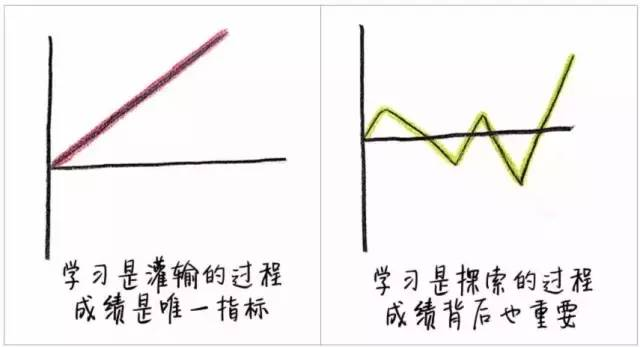 学习是灌输的过程
成绩是唯一指标
学习是探索的过程
成绩背后也重要